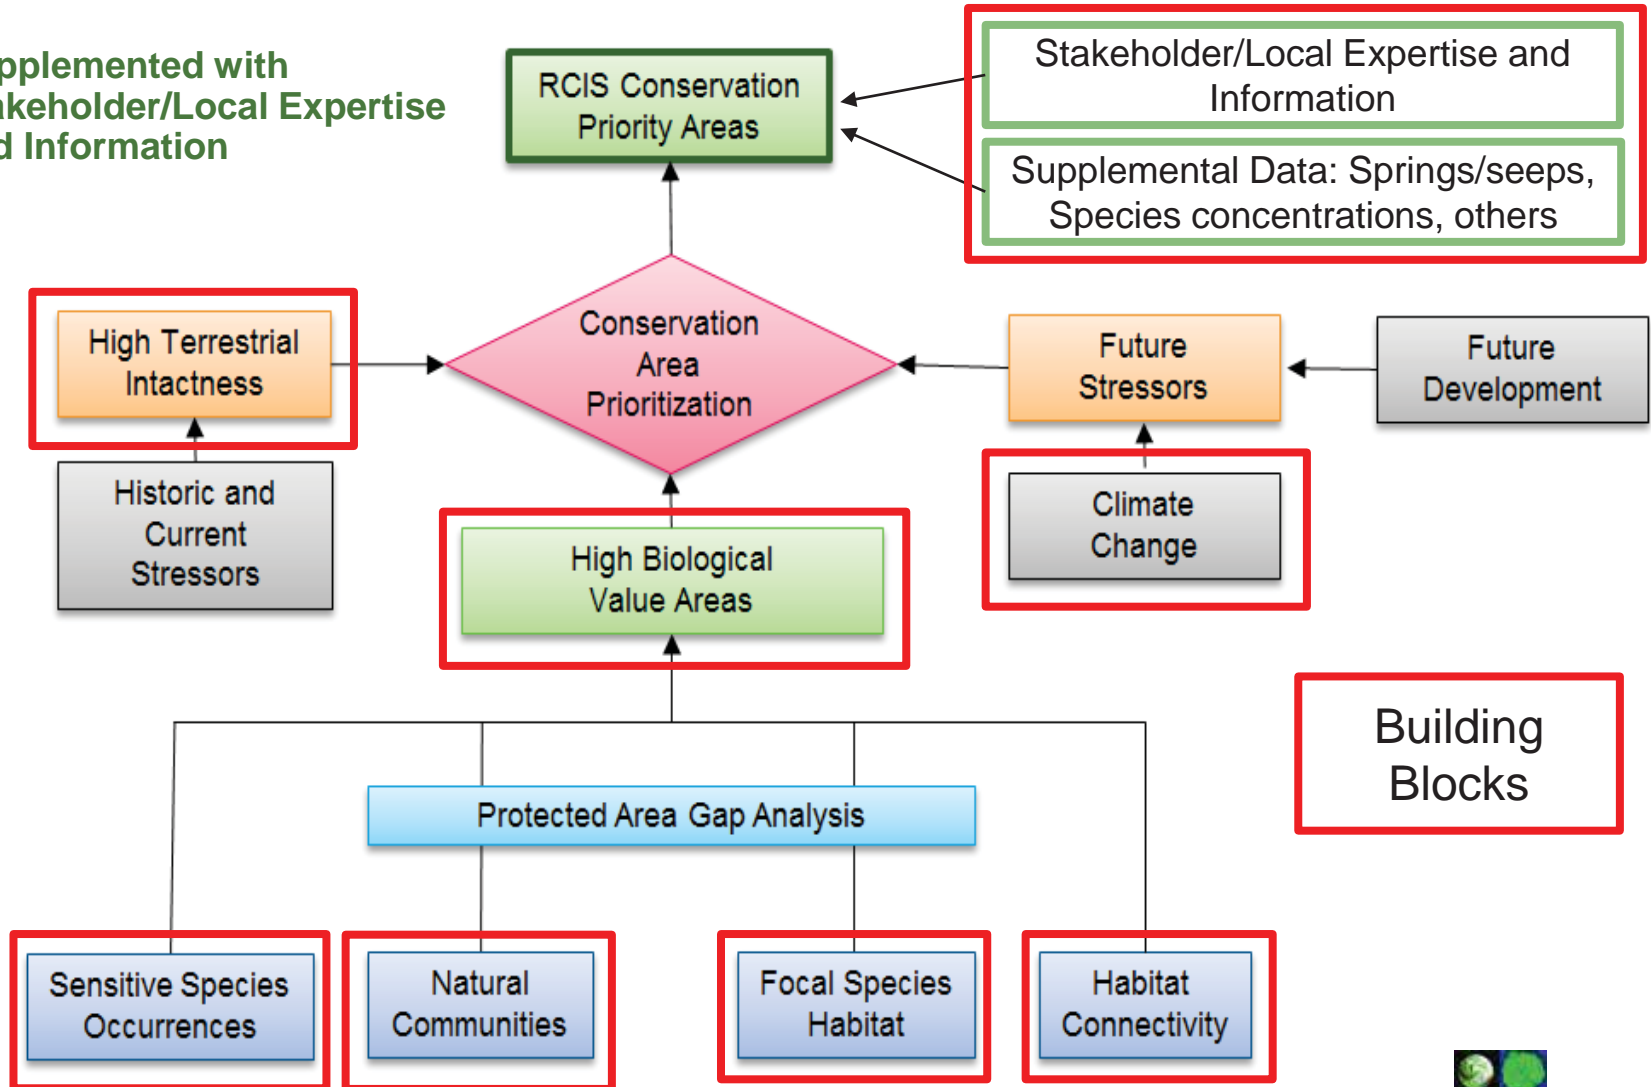 pplemented with
akeholder/Local Expertise
d Information
RCIS Conservation
Priority Areas
Stakeholder/Local Expertise and
Information
Supplemental Data: Springs/seeps,
Species concentrations, others
High Terrestrial
Intactness
Conservation
Area
Prioritization
Future
Stressors
Future
Development
Historic and
Current
Stressors
Climate
Change
High Biological
Value Areas
Building
Blocks
Protected Area Gap Analysis
Sensitive Species
Occurrences
Natural
Communities
Focal Species
Habitat
Habitat
Connectivity